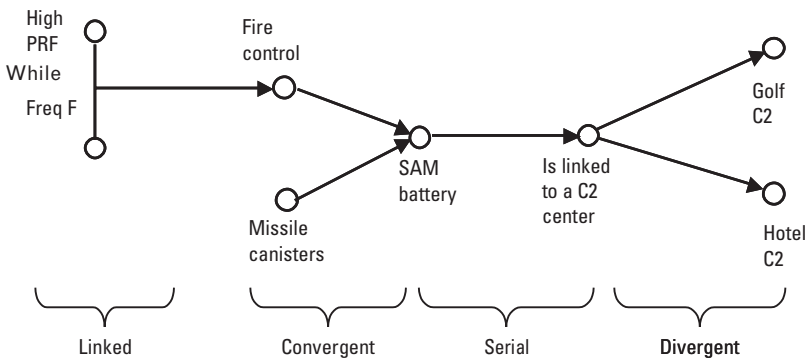 High
PRF
While
Freq F
Fire
control
Missile
canisters
SAM
battery
Is linked
to a C2
center
Golf
C2
Hotel
C2
Linked
Convergent
Serial
Divergent